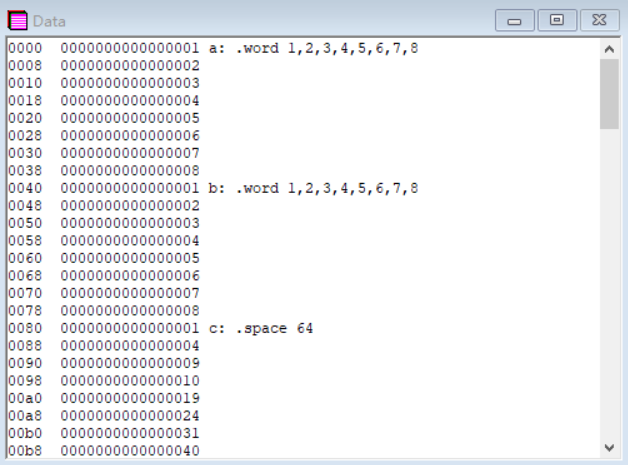 Data
0000 0000000000000001 a: .word 1,2,3,4,5,6,7,8
0008 0000000000000002
0010 0000000000000003
0018 0000000000000004
0020 0000000000000005
0028 0000000000000006
0030 0000000000000007
0038 0000000000000008
0040 0000000000000001 b: .word 1,2,3,4,5,6,7,8
0048 0000000000000002
0050 0000000000000003
0058 0000000000000004
0060 0000000000000005
0068 0000000000000006
0070 0000000000000007
0078 0000000000000008
0080 0000000000000001 c: .space 64
0088 0000000000000004
0090 0000000000000009
0098 0000000000000010
00a0 0000000000000019
00a8 0000000000000024
00b0 0000000000000031
00b8 0000000000000040